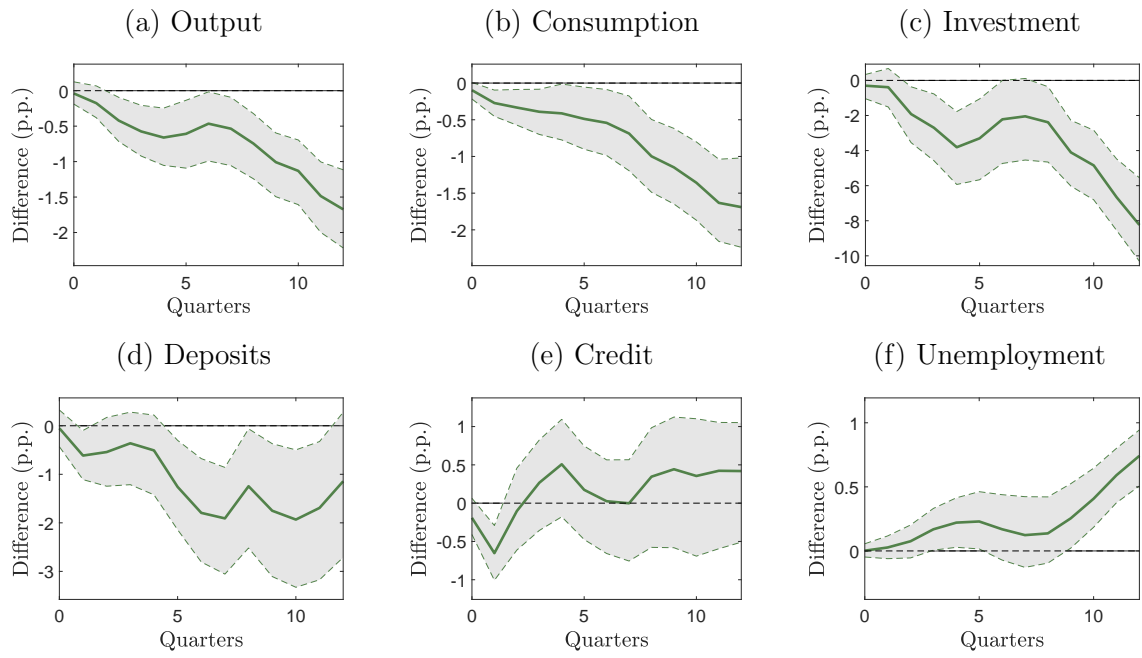 (a) Output
(b) Consumption
(c) Investment
Difference (p.p.)
0
-0.5
-1
-1.5
-2
0
5
10
Quarters
Difference (p.p.)
0
-0.5
-1
-1.5
-2
0
5
10
Quarters
Difference (p.p.)
0
-2
-4
-6
-8
-10
0
5
10
Quarters
(d) Deposits
(e) Credit
(f) Unemployment
Difference (p.p.)
0
-1
-2
-3
0
5
10
Quarters
Difference (p.p.)
1
0.5
0
-0.5
-1
0
5
10
Quarters
Difference (p.p.)
1
0.5
0
0
5
10
Quarters